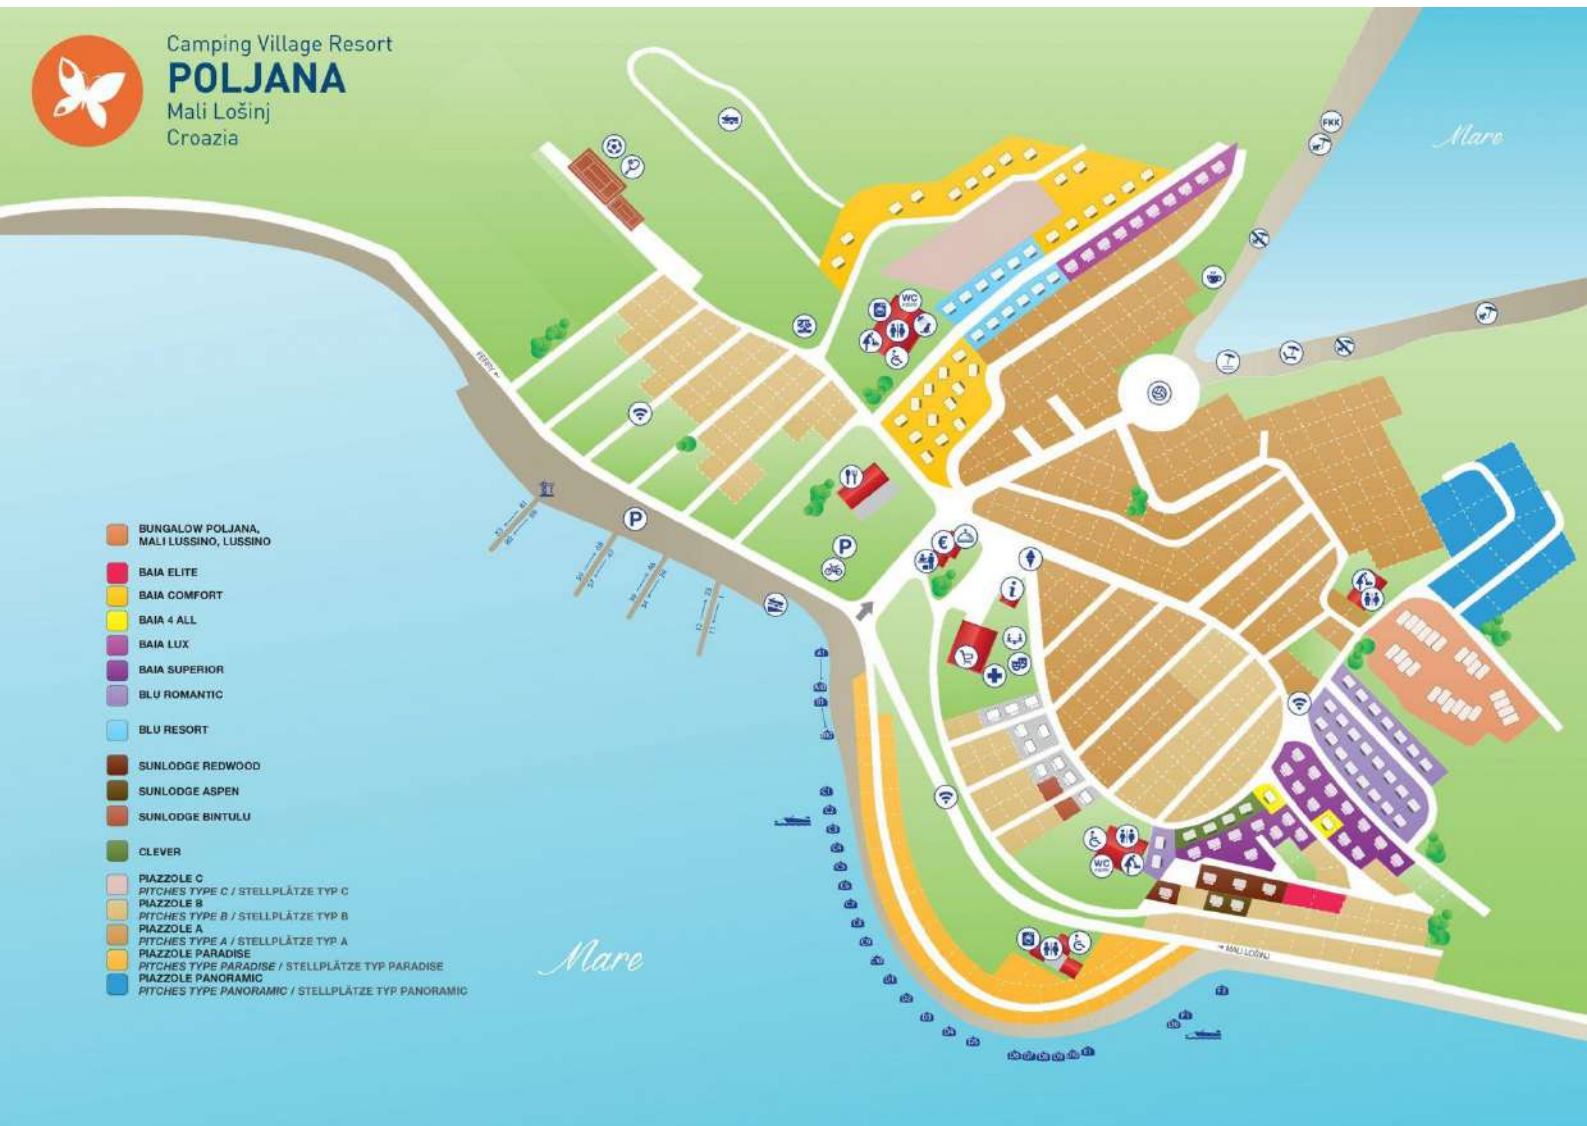 Camping Village Resort
POLJANA
Mali Lošinj
Croazia
FKK
Mare
WC
FERRY
P
P
€
i
WC
MALI LOŠINJ
Mare
BUNGALOW POLJANA,
MALI LUSSINO, LUSSINO
BAIA ELITE
BAIA COMFORT
BAIA 4 ALL
BAIA LUX
BAIA SUPERIOR
BLU ROMANTIC
BLU RESORT
SUNLODGE REDWOOD
SUNLODGE ASPEN
SUNLODGE BINTULU
CLEVER
PIAZZOLE C
PITCHES TYPE C / STELLPLÄTZE TYP C
PIAZZOLE B
PITCHES TYPE B / STELLPLÄTZE TYP B
PIAZZOLE A
PITCHES TYPE A / STELLPLÄTZE TYP A
PIAZZOLE PARADISE
PITCHES TYPE PARADISE / STELLPLÄTZE TYP PARADISE
PIAZZOLE PANORAMIC
PITCHES TYPE PANORAMIC / STELLPLÄTZE TYP PANORAMIC